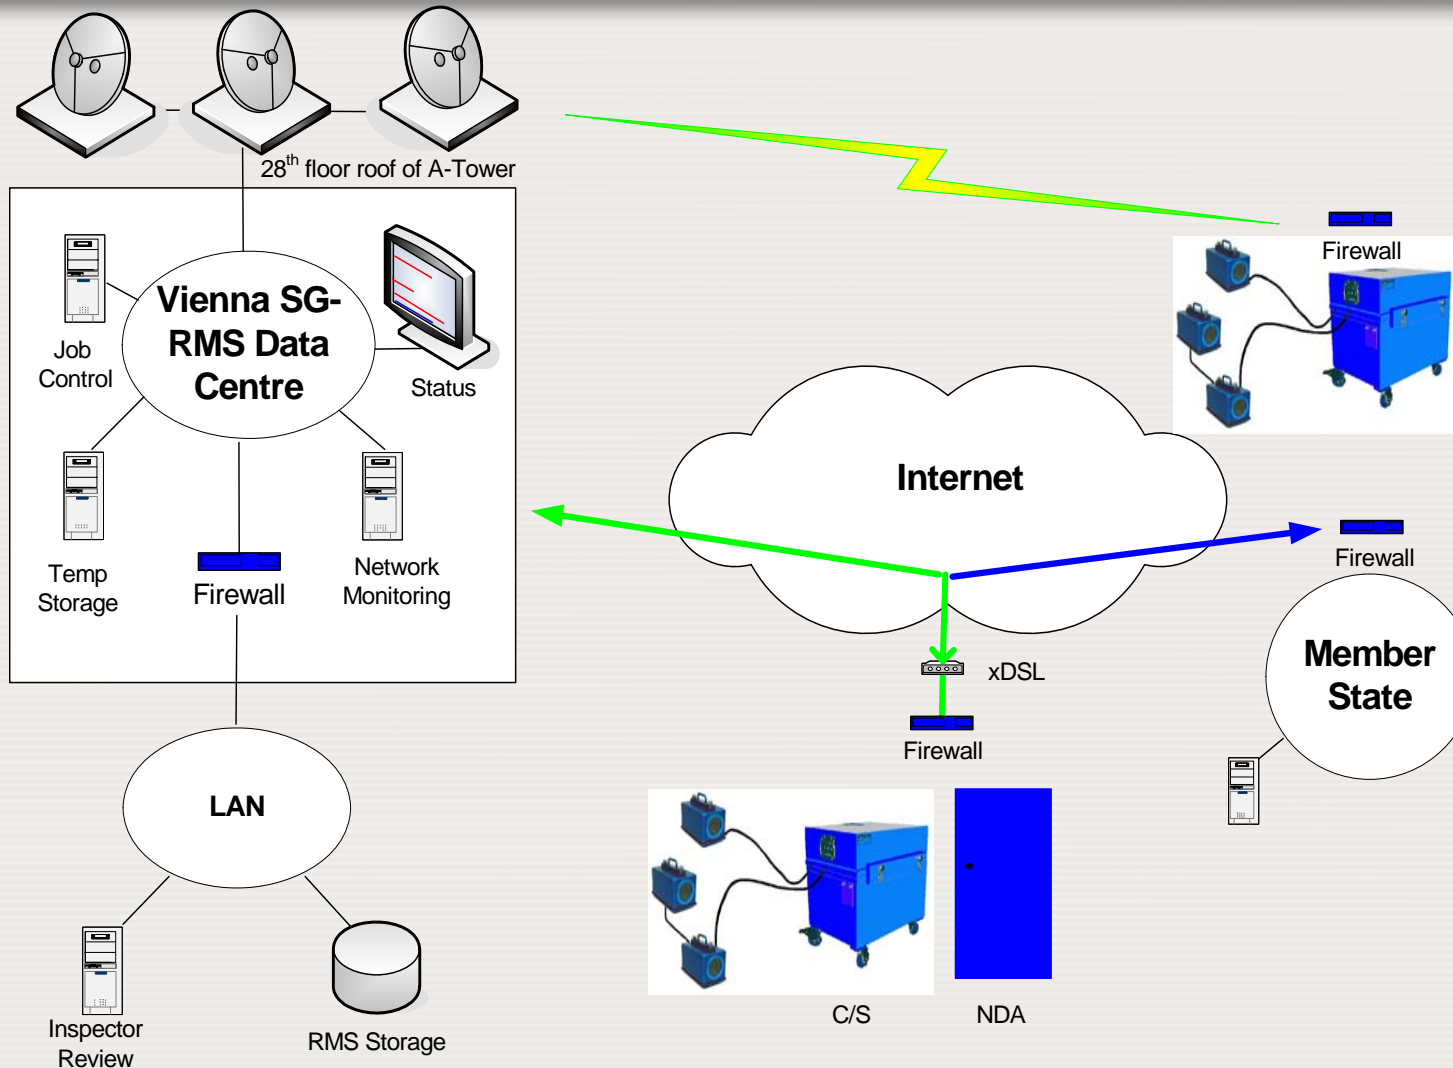 28th floor roof of A-Tower
Firewall
Vienna SG-
RMS Data
Centre
Job
Control
Status
Internet
Temp
Storage
Firewall
Network
Monitoring
Firewall
xDSL
Firewall
Member
State
LAN
C/S
NDA
Inspector
Review
RMS Storage